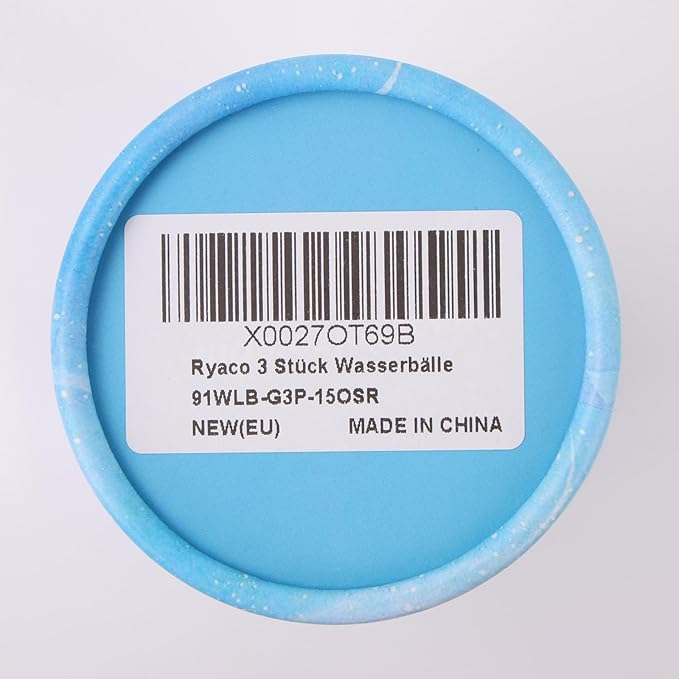 X0027OT69B
Ryaco 3 Stück Wasserbälle
91WLB-G3P-15OSR
NEW(EU) MADE IN CHINA